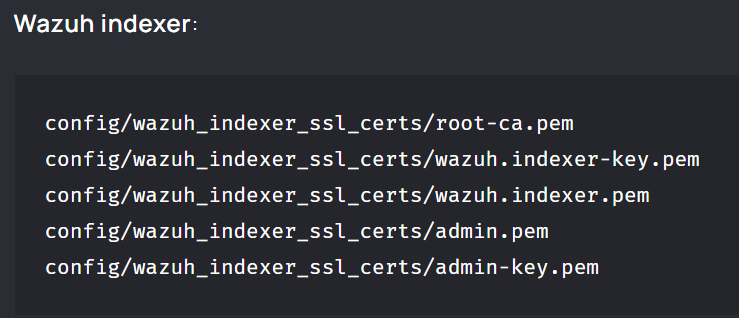 Wazuh indexer:
config/wazuh_indexer_ssl_certs/root-ca.pem
config/wazuh_indexer_ssl_certs/wazuh.indexer-key.pem
config/wazuh_indexer_ssl_certs/wazuh.indexer.pem
config/wazuh_indexer_ssl_certs/admin.pem
config/wazuh_indexer_ssl_certs/admin-key.pem